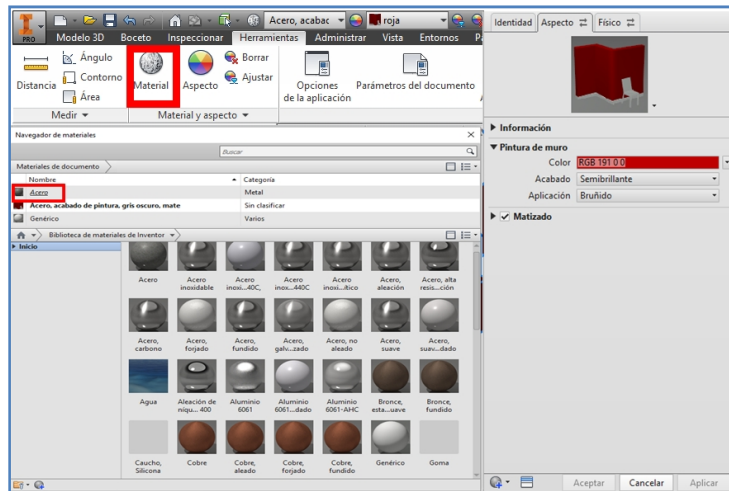 PRO
Acero, acabac
roja
Modelo 3D Boceto Inspeccionar Herramientas Administrar Vista Entornos
Distancia
Ángulo
Contorno
Área
Material
Aspecto
Borrar
Ajustar
Opciones de la aplicación
Parámetros del documento
Medir
Material y aspecto
Navegador de materiales
Buscar
Materiales de documento
Nombre Categoría
Acero Metal
Acero, acabado de pintura, gris oscuro, mate Sin clasificar
Genérico Varios
Biblioteca de materiales de Inventor
Inicio
Acero
Acero inoxidable
Acero inoxi...40C,
Acero inox...440C
Acero inoxi...ítico
Acero, aleación
Acero, alta resis...ción
Acero, carbono
Acero, forjado
Acero, fundido
Acero, galv...zado
Acero, no aleado
Acero, suave
Acero, suav...dado
Agua
Aleación de níqu... 400
Aluminio 6061
Aluminio 6061...dado
Aluminio 6061-AHC
Bronce, esta...uave
Bronce, fundido
Caucho, Silicona
Cobre
Cobre, aleado
Cobre, forjado
Cobre, fundido
Genérico
Goma
Identidad Aspecto Físico
Información
Pintura de muro
Color RGB 191 0 0
Acabado Semibrillante
Aplicación Bruñido
Matizado
Aceptar Cancelar Aplicar